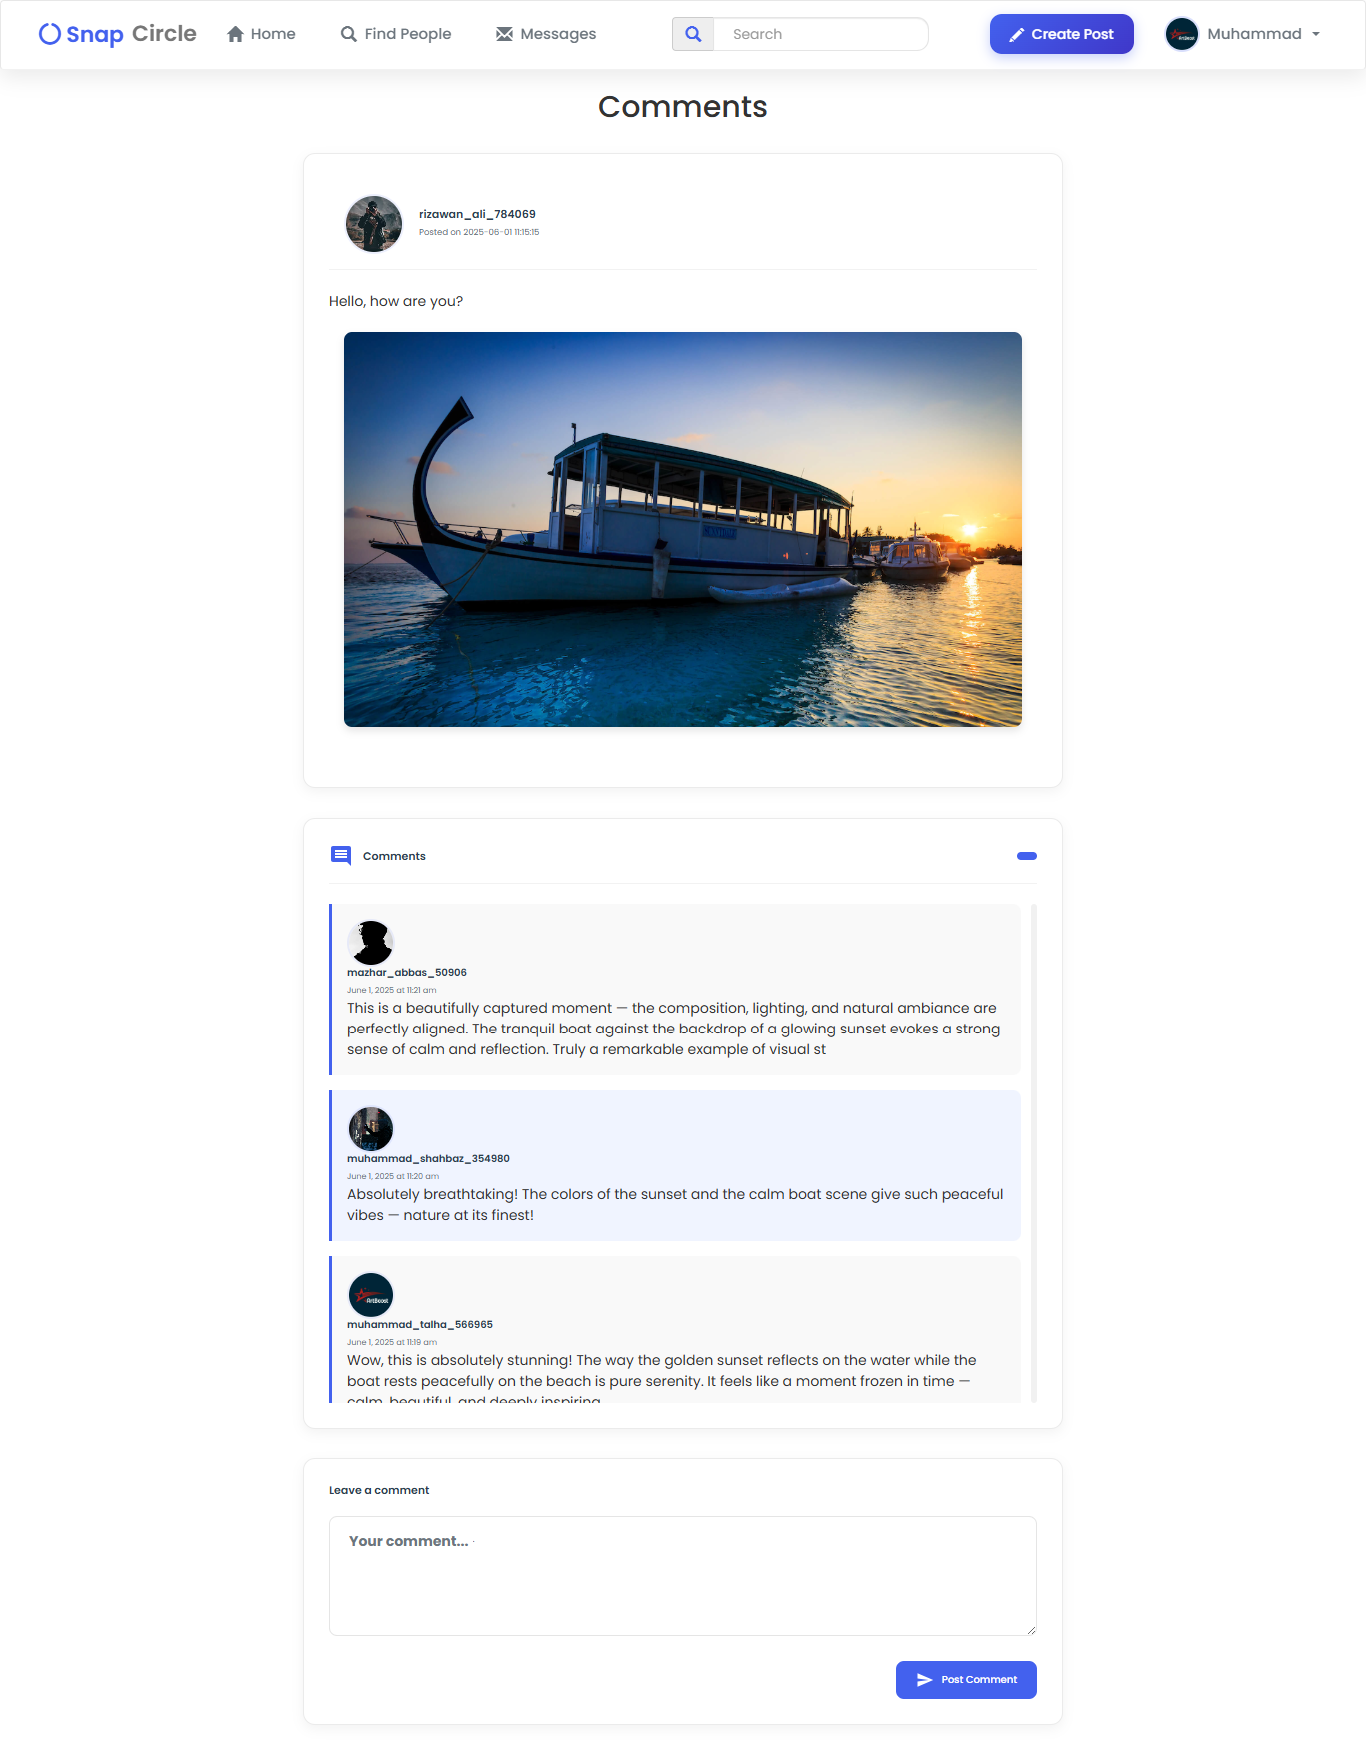 Snap Circle
Home
Find People
Messages
Search
Create Post
Muhammad
Comments
rizawan_ali_784069
Posted on 2025-06-01 11:15:15
Hello, how are you?
Comments
mazhar_abbas_50906
June 1, 2025 at 11:21 am
This is a beautifully captured moment — the composition, lighting, and natural ambiance are
perfectly aligned. The tranquil boat against the backdrop of a glowing sunset evokes a strong
sense of calm and reflection. Truly a remarkable example of visual st
muhammad_shahbaz_354980
June 1, 2025 at 11:20 am
Absolutely breathtaking! The colors of the sunset and the calm boat scene give such peaceful
vibes — nature at its finest!
ArtBoost
muhammad_talha_566965
June 1, 2025 at 11:19 am
Wow, this is absolutely stunning! The way the golden sunset reflects on the water while the
boat rests peacefully on the beach is pure serenity. It feels like a moment frozen in time —
calm, beautiful, and deeply inspiring.
Leave a comment
Your comment...
Post Comment